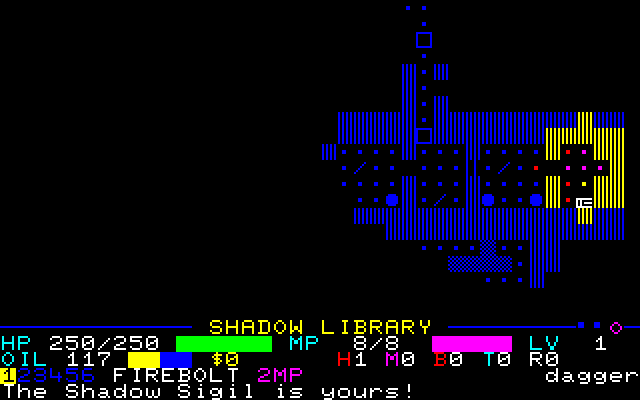 SHADOW LIBRARY
HP 250/250 MP 8/8 LV 1
OIL 117 $0 H1 M0 B0 T0 R0
123456 FIREBOLT 2MP dagger
The Shadow Sigil is yours!